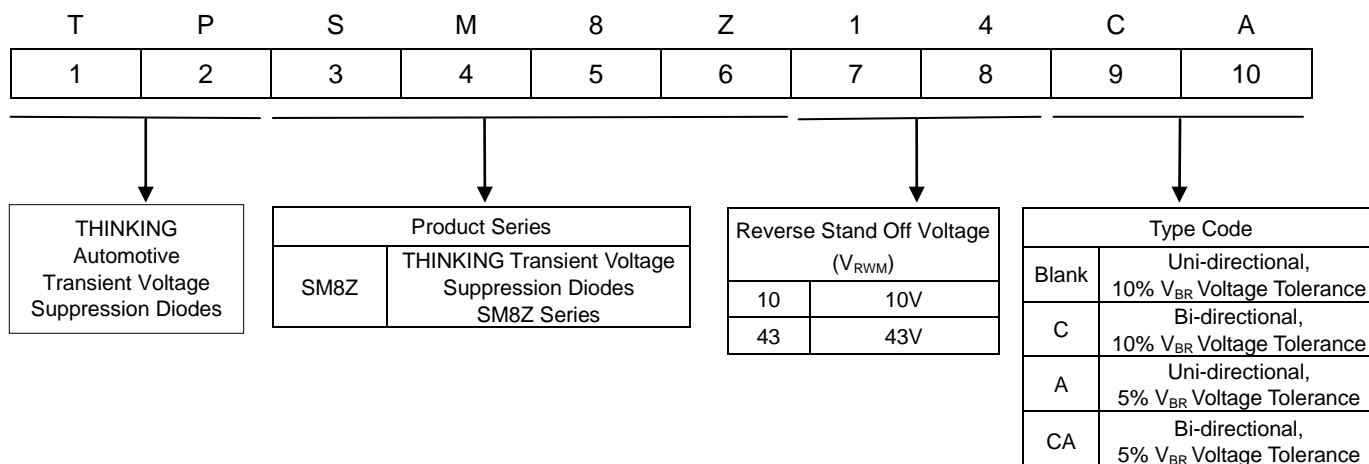 T P S M 8 Z 1 4 C A
1 2 3 4 5 6 7 8 9 10
THINKING
Automotive
Transient Voltage
Suppression Diodes
Product Series
SM8Z
THINKING Transient Voltage
Suppression Diodes
SM8Z Series
Reverse Stand Off Voltage
(VRWM)
10 10V
43 43V
Type Code
Blank
Uni-directional,
10% VBR Voltage Tolerance
C
Bi-directional,
10% VBR Voltage Tolerance
A
Uni-directional,
5% VBR Voltage Tolerance
CA
Bi-directional,
5% VBR Voltage Tolerance